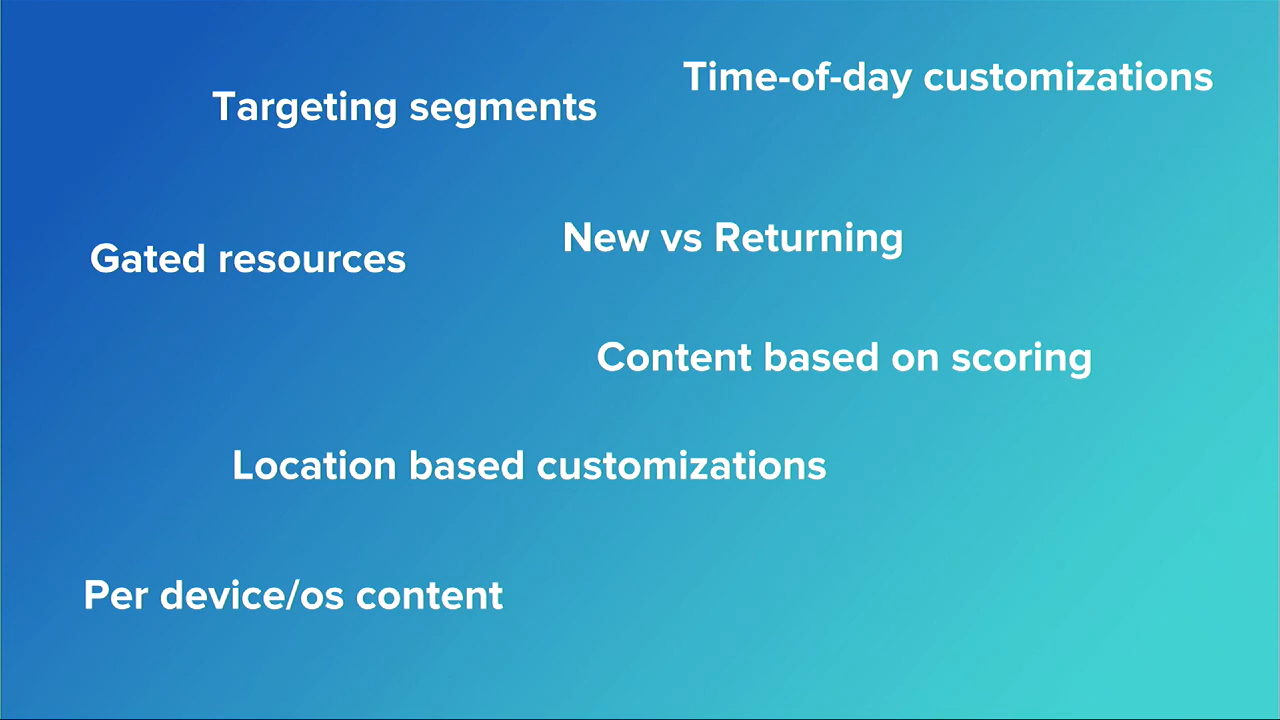 Time-of-day customizations
Targeting segments
New vs Returning
Gated resources
Content based on scoring
Location based customizations
Per device/os content